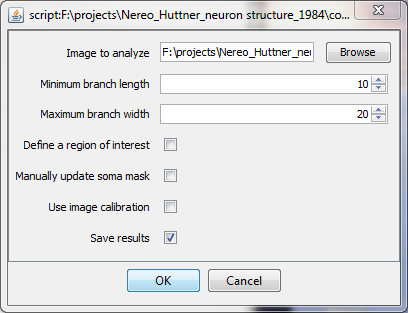 script:F:\projects\Nereo_Huttner_neuron structure_1984\co...
Image to analyze F:\projects\Nereo_Huttner_neu Browse
Minimum branch length 10
Maximum branch width 20
Define a region of interest
Manually update soma mask
Use image calibration
Save results
OK Cancel